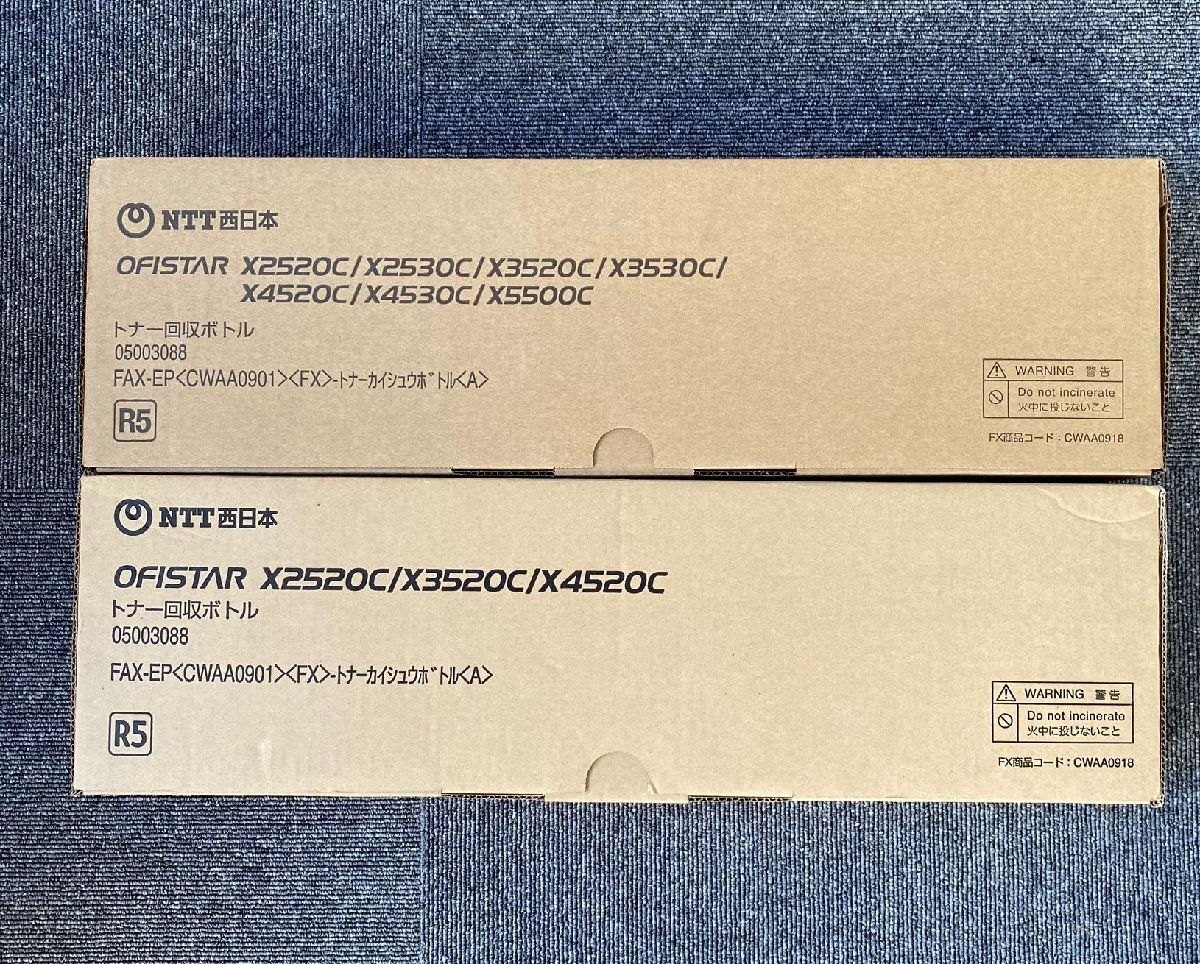 NTT西日本
OFISTAR X2520C/X2530C/X3520C/X3530C/
X4520C/X4530C/X5500C
トナー回収ボトル
05003088
FAX-EP<CWAA0901><FX>-ﾄﾅｰｶｲｼｭｳﾎﾞﾄﾙ<A>
R5
WARNING 警告
Do not incinerate
火中に投じないこと
FX商品コード：CWAA0918
NTT西日本
OFISTAR X2520C/X3520C/X4520C
トナー回収ボトル
05003088
FAX-EP<CWAA0901><FX>-ﾄﾅｰｶｲｼｭｳﾎﾞﾄﾙ<A>
R5
WARNING 警告
Do not incinerate
火中に投じないこと
FX商品コード：CWAA0918